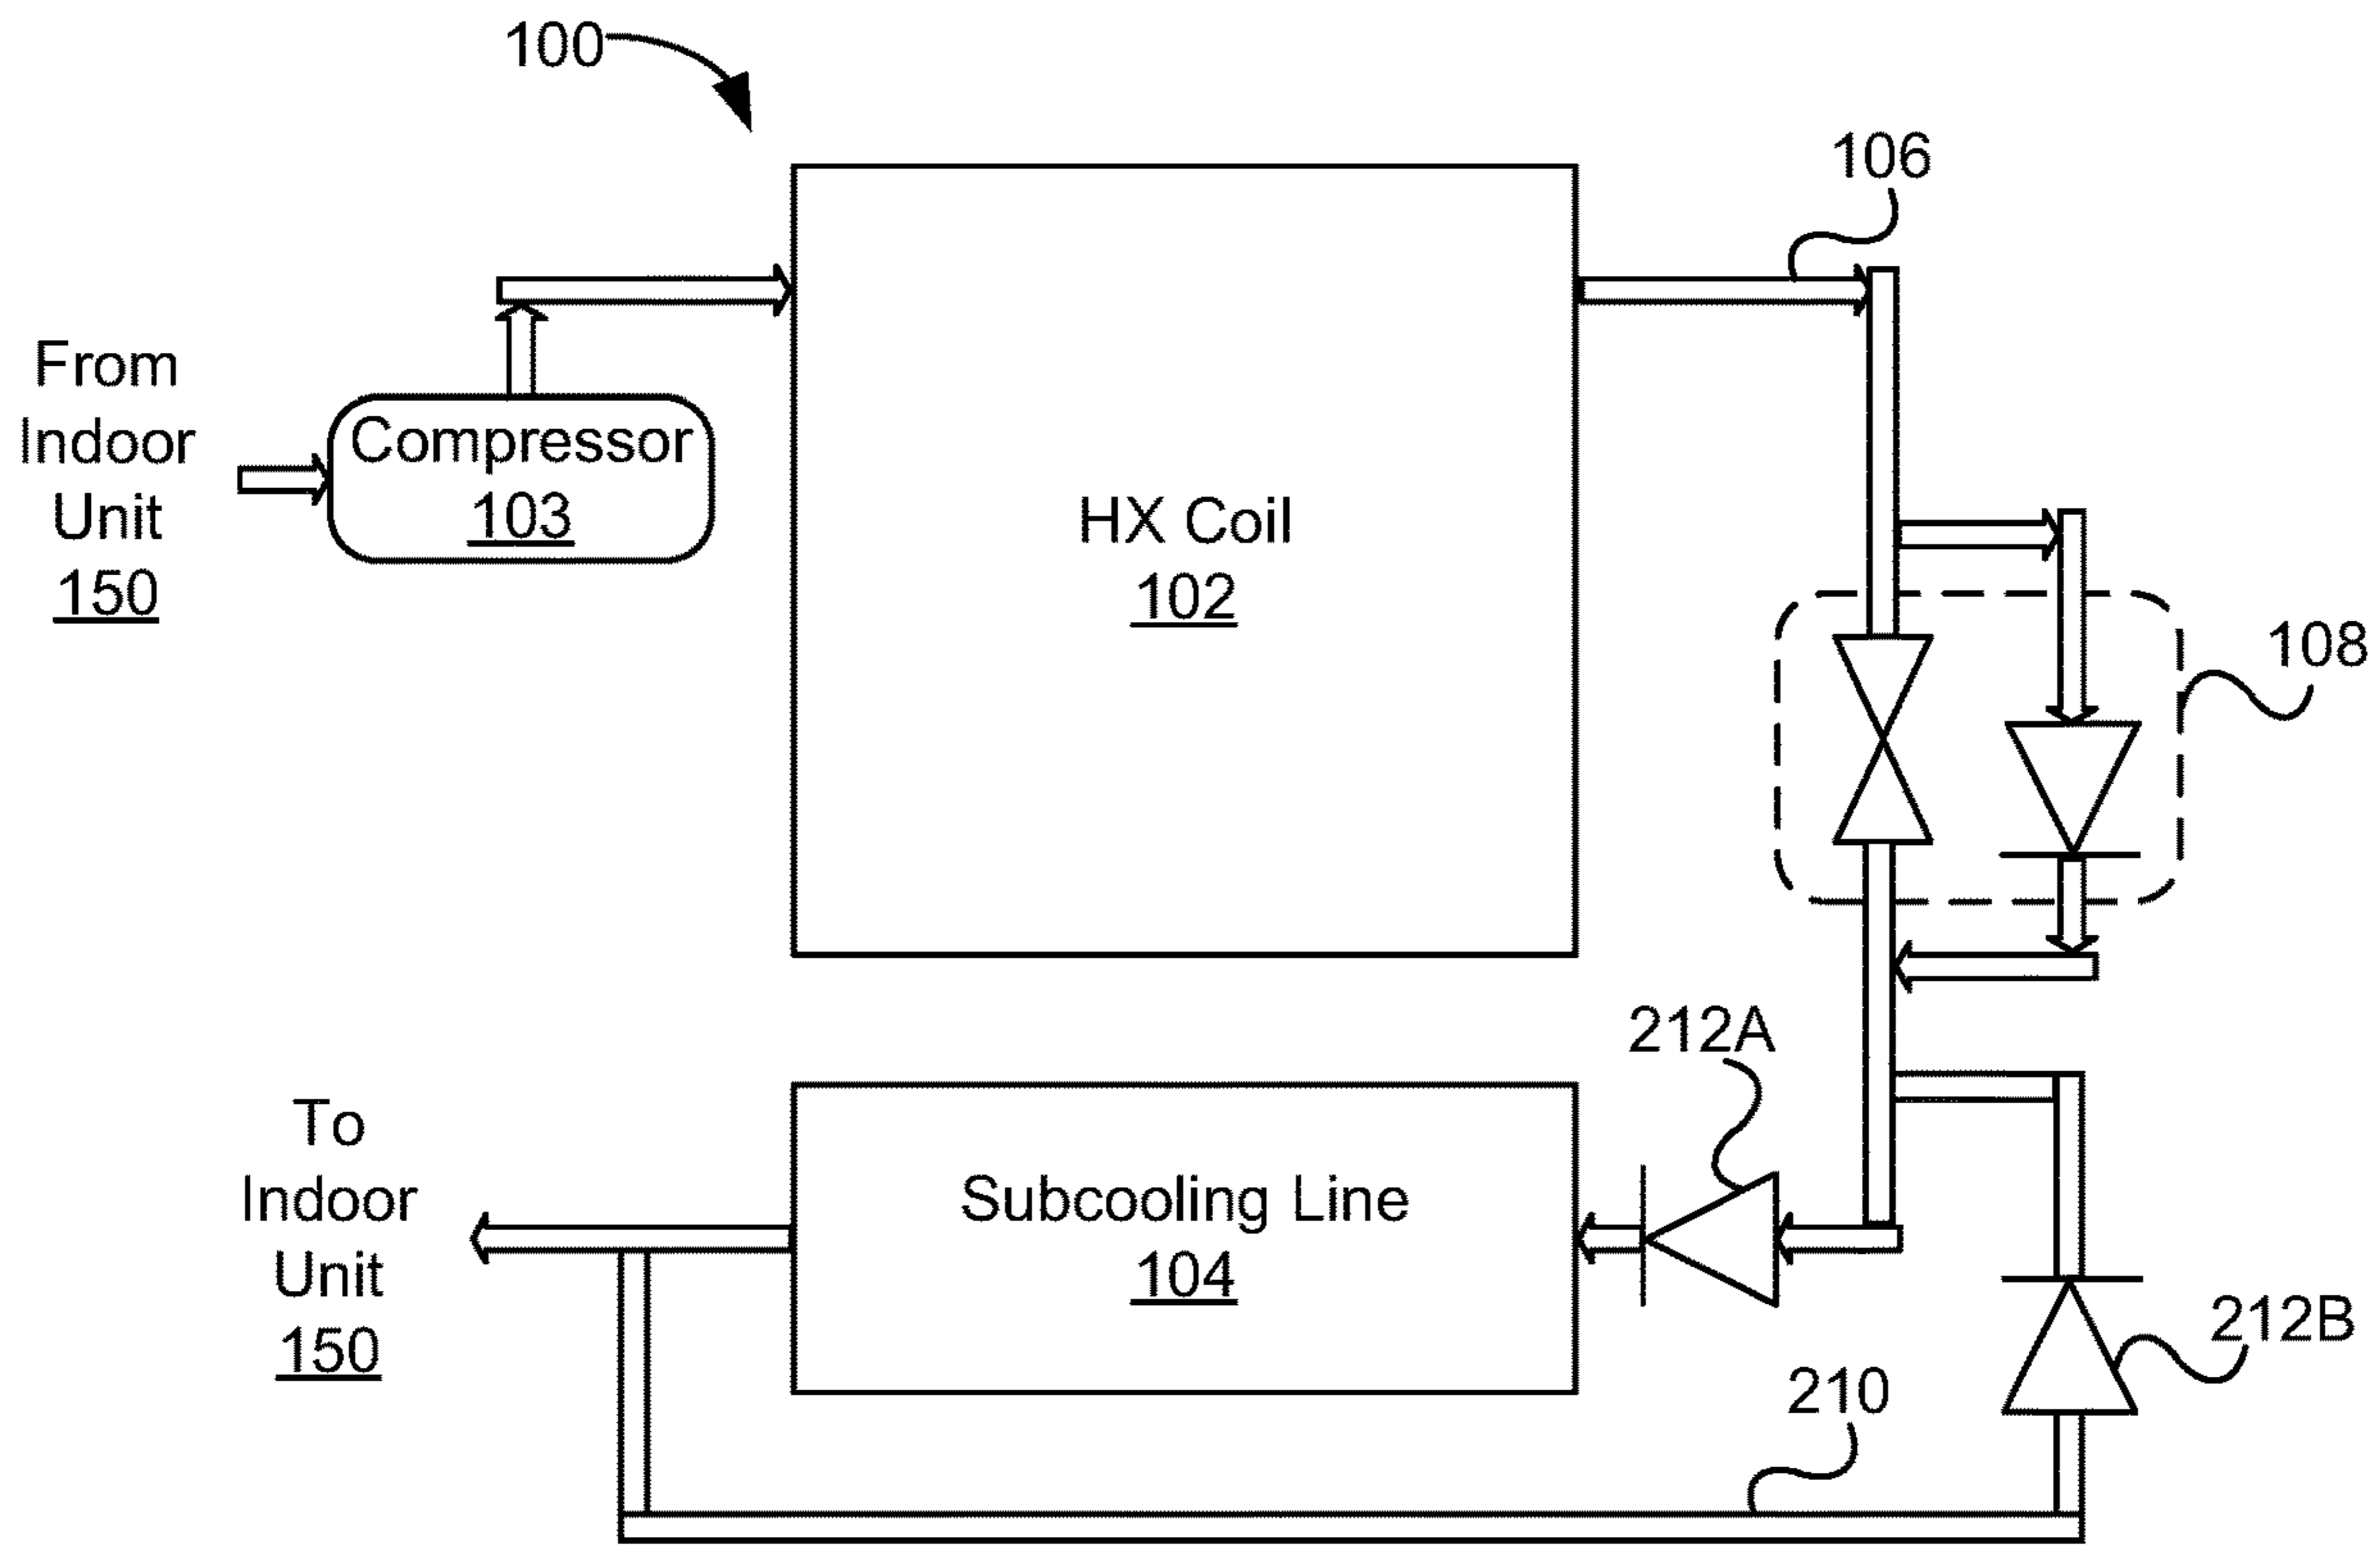 100
106
From
Indoor
Unit
150
Compressor
103
HX Coil
102
108
212A
To
Indoor
Unit
150
Subcooling Line
104
212B
210